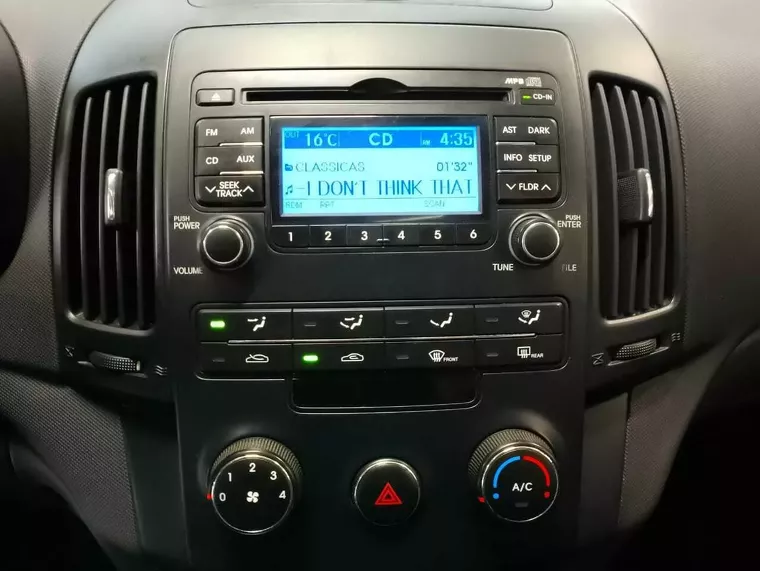 MP3
CD-IN
FM AM
CD AUX
SEEK
TRACK
OUT 16°C CD AM 4:35
CLASSICAS 01'32"
-I DON'T THINK THAT
RDM RPT SCAN
AST DARK
INFO SETUP
FLDR
PUSH
POWER
VOLUME
1 2 3 4 5 6
PUSH
ENTER
TUNE FILE
FRONT
REAR
0 1 2 3 4
A/C